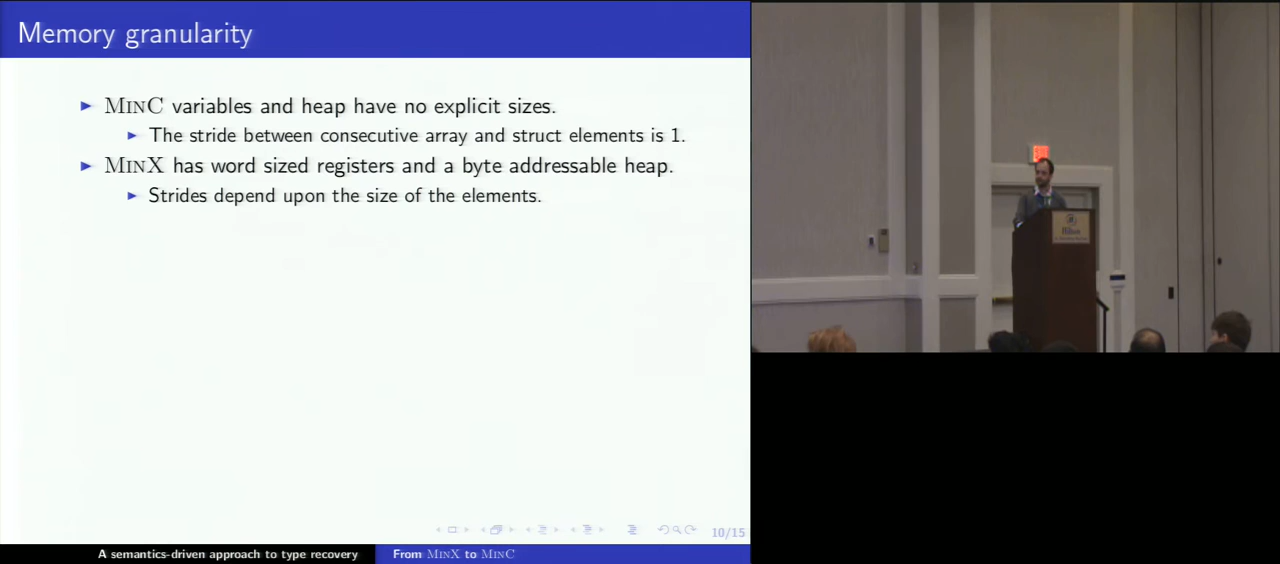 Memory granularity
MINC variables and heap have no explicit sizes.
The stride between consecutive array and struct elements is 1.
MINX has word sized registers and a byte addressable heap.
Strides depend upon the size of the elements.
10/15
A semantics-driven approach to type recovery
From MINX to MINC
Hilton